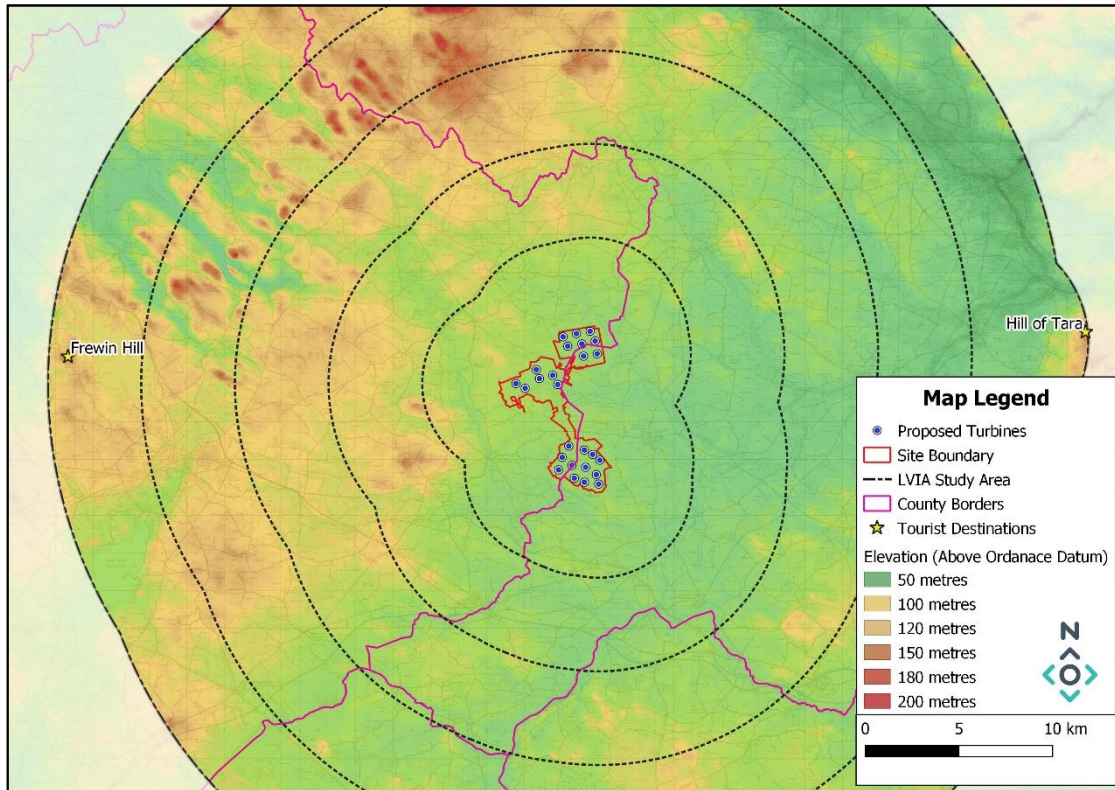 Frewin Hill
Hill of Tara
Map Legend
Proposed Turbines
Site Boundary
LVIA Study Area
County Borders
Tourist Destinations
Elevation (Above Ordanace Datum)
50 metres
100 metres
120 metres
150 metres
180 metres
200 metres
N
0 5 10 km